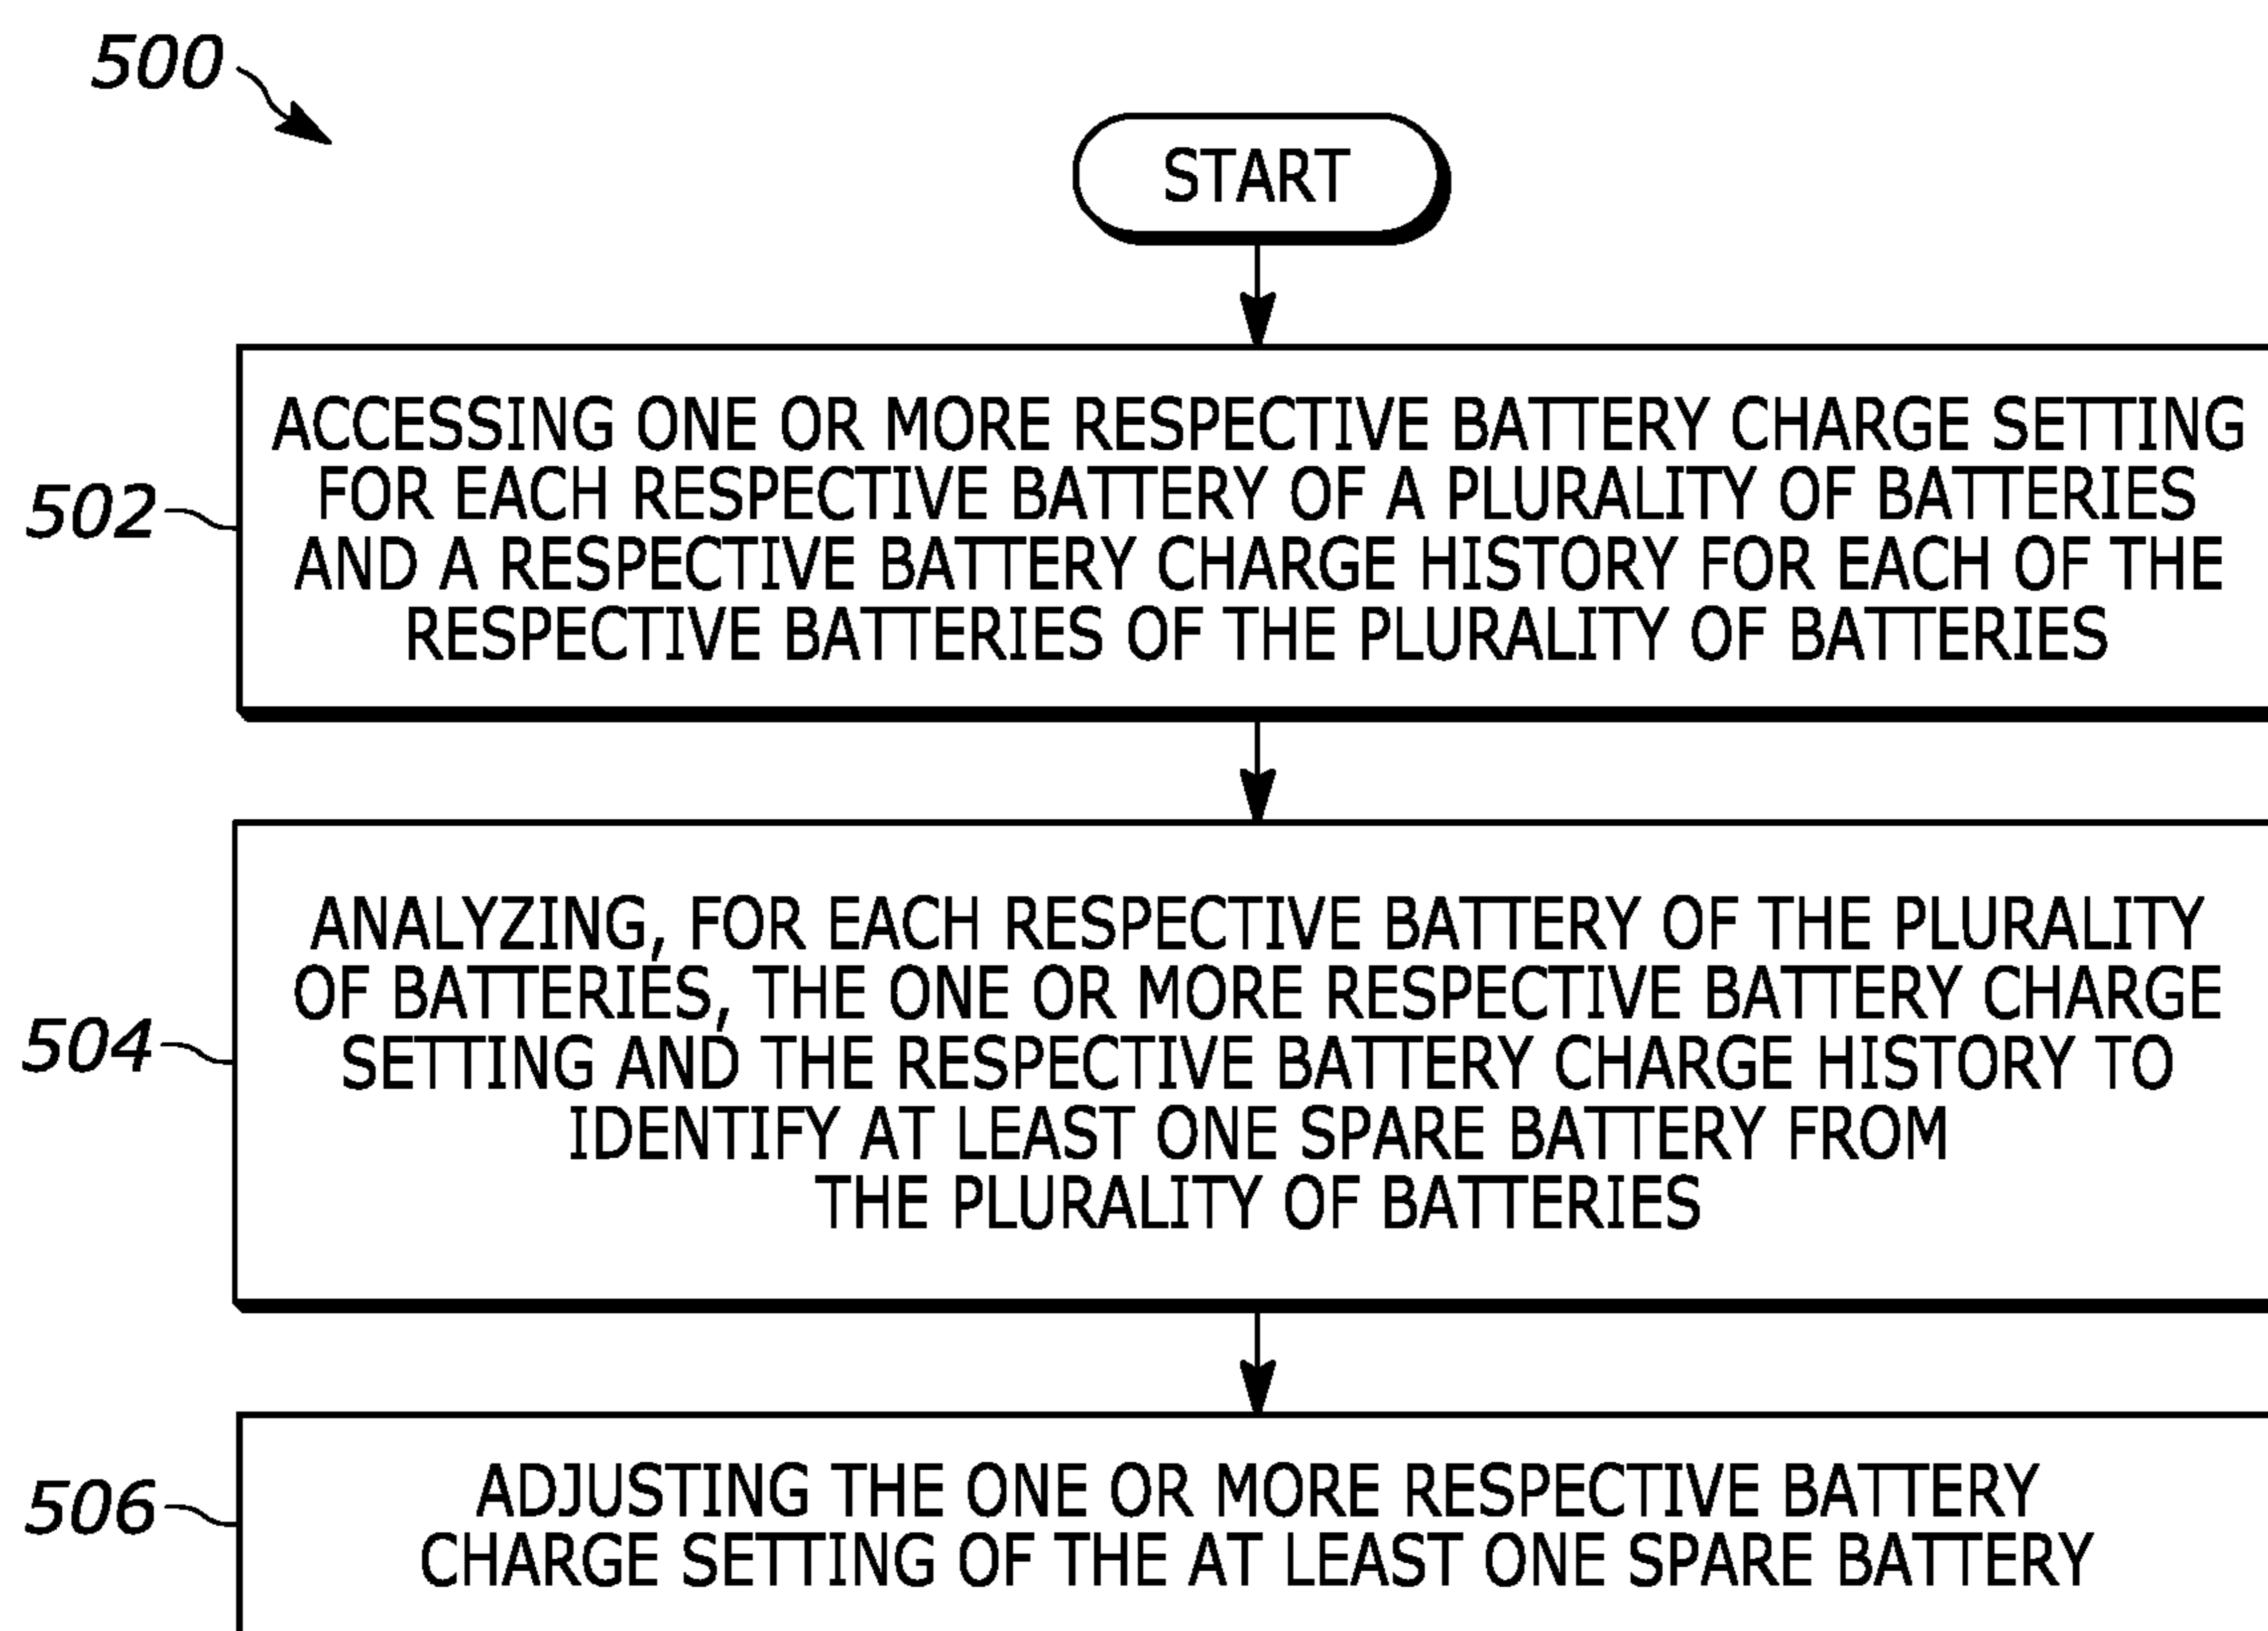 500
START
502
ACCESSING ONE OR MORE RESPECTIVE BATTERY CHARGE SETTING
FOR EACH RESPECTIVE BATTERY OF A PLURALITY OF BATTERIES
AND A RESPECTIVE BATTERY CHARGE HISTORY FOR EACH OF THE
RESPECTIVE BATTERIES OF THE PLURALITY OF BATTERIES
504
ANALYZING, FOR EACH RESPECTIVE BATTERY OF THE PLURALITY
OF BATTERIES, THE ONE OR MORE RESPECTIVE BATTERY CHARGE
SETTING AND THE RESPECTIVE BATTERY CHARGE HISTORY TO
IDENTIFY AT LEAST ONE SPARE BATTERY FROM
THE PLURALITY OF BATTERIES
506
ADJUSTING THE ONE OR MORE RESPECTIVE BATTERY
CHARGE SETTING OF THE AT LEAST ONE SPARE BATTERY